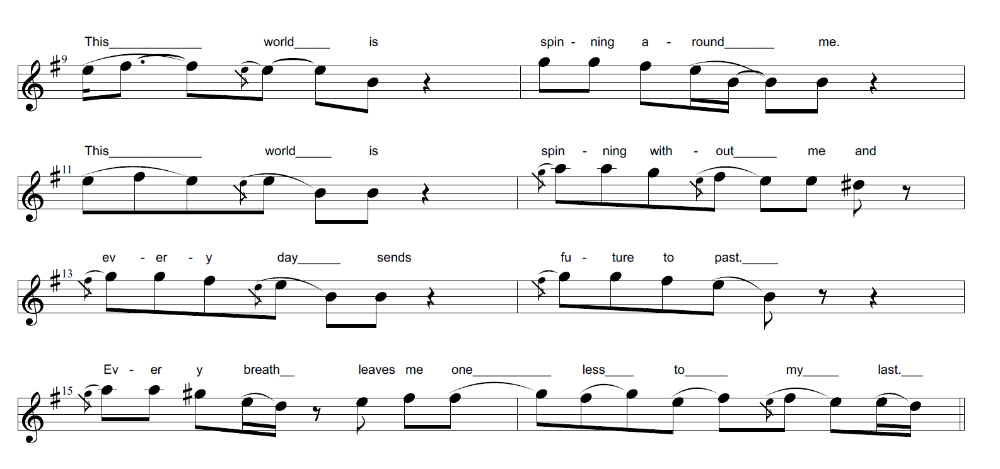 This_____________ world_____ is spin - ning a - round_______ me.
9
This_____________ world_____ is spin - ning with - out______ me and
11
ev - er - y day______ sends fu - ture to past._____
13
Ev - er y breath__ leaves me one___________ less____ to______ my_____ last.___
15